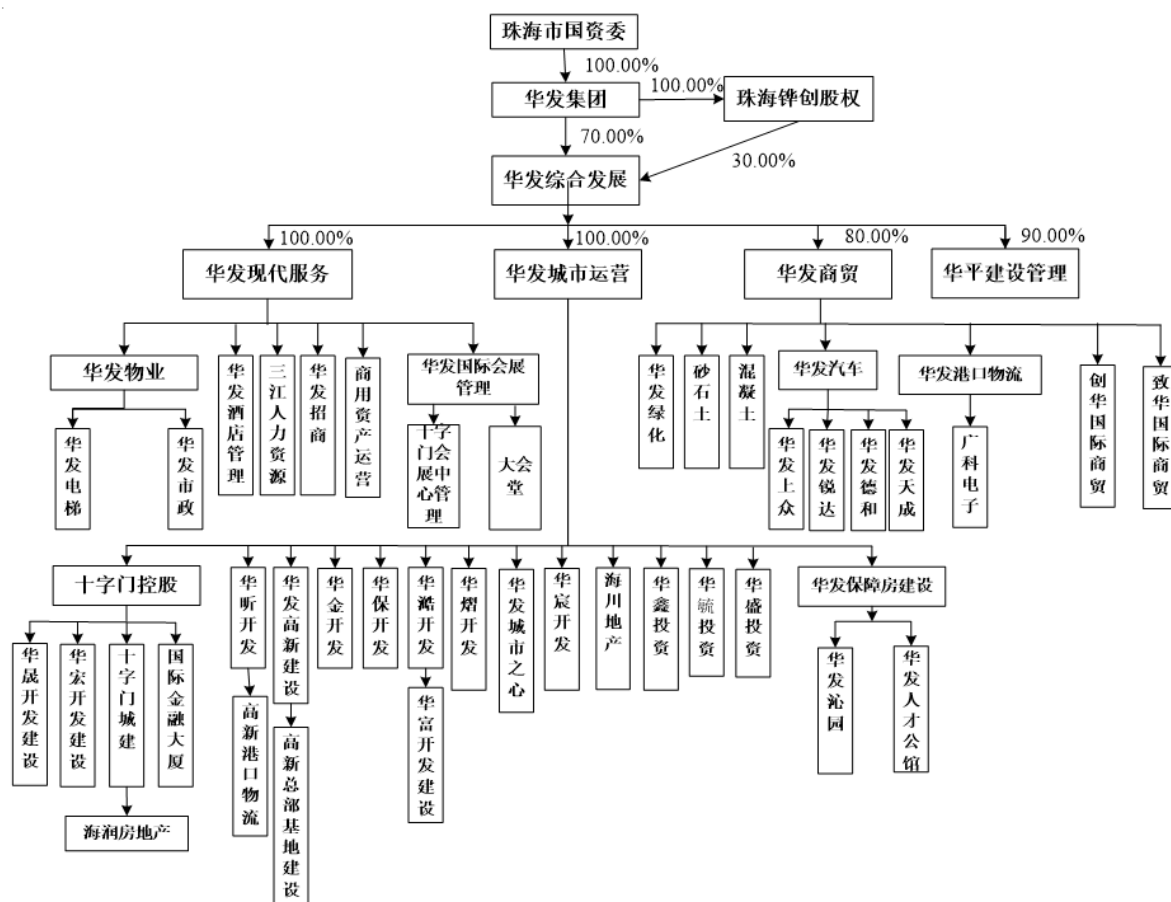 珠海市国资委
100.00%
华发集团
100.00%
珠海铧创股权
70.00%
30.00%
华发综合发展
100.00%
100.00%
80.00%
90.00%
华发现代服务
华发城市运营
华发商贸
华平建设管理
华发物业
华发酒店管理
三江人力资源
华发招商
商用资产运营
华发国际会展
管理
华发绿化
砂石土
混凝土
华发汽车
华发港口物流
创华国际商贸
致华国际商贸
华发电梯
华发市政
十字
门会
展中
心管
理
大会
堂
华发上众
华发锐达
华发德和
华发天成
广科电子
十字门控股
华昕开发
华发高新建设
华金开发
华保开发
华澔开发
华熠开发
华发城市之心
华宸开发
海川地产
华鑫投资
华毓投资
华盛投资
华发保障房建设
华晟开发建设
华宏开发建设
十字门城建
国际金融大厦
高新港口物流
高新总部基地建设
华富开发建设
华发沁园
华发人才公馆
海润房地产